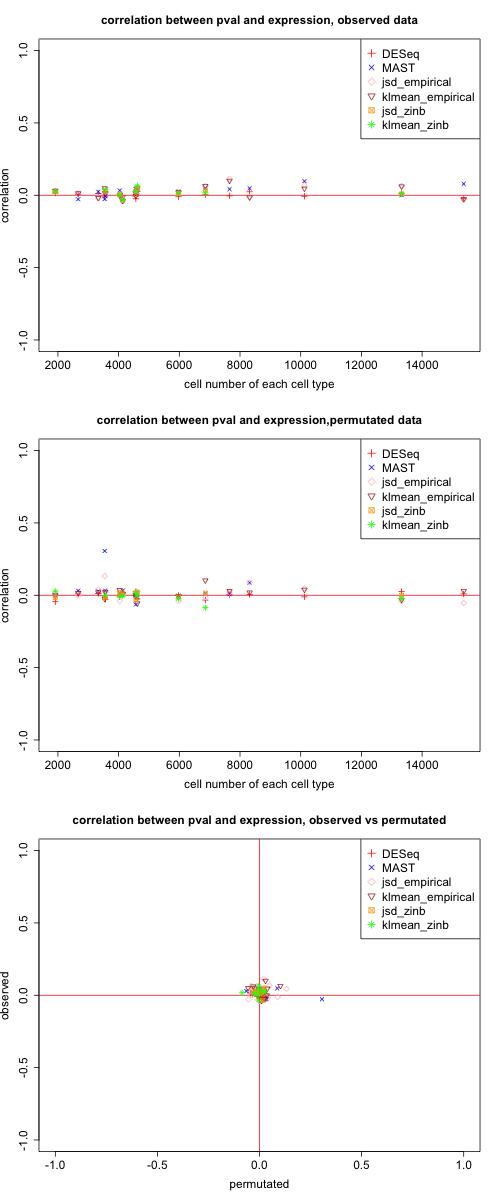 correlation between pval and expression, observed data
1.0
0.5
0.0
-0.5
-1.0
correlation
DESeq
MAST
jsd_empirical
klmean_empirical
jsd_zinb
klmean_zinb
2000 4000 6000 8000 10000 12000 14000
cell number of each cell type
correlation between pval and expression,permutated data
1.0
0.5
0.0
-0.5
-1.0
correlation
DESeq
MAST
jsd_empirical
klmean_empirical
jsd_zinb
klmean_zinb
2000 4000 6000 8000 10000 12000 14000
cell number of each cell type
correlation between pval and expression, observed vs permutated
1.0
0.5
0.0
-0.5
-1.0
observed
DESeq
MAST
jsd_empirical
klmean_empirical
jsd_zinb
klmean_zinb
-1.0 -0.5 0.0 0.5 1.0
permutated